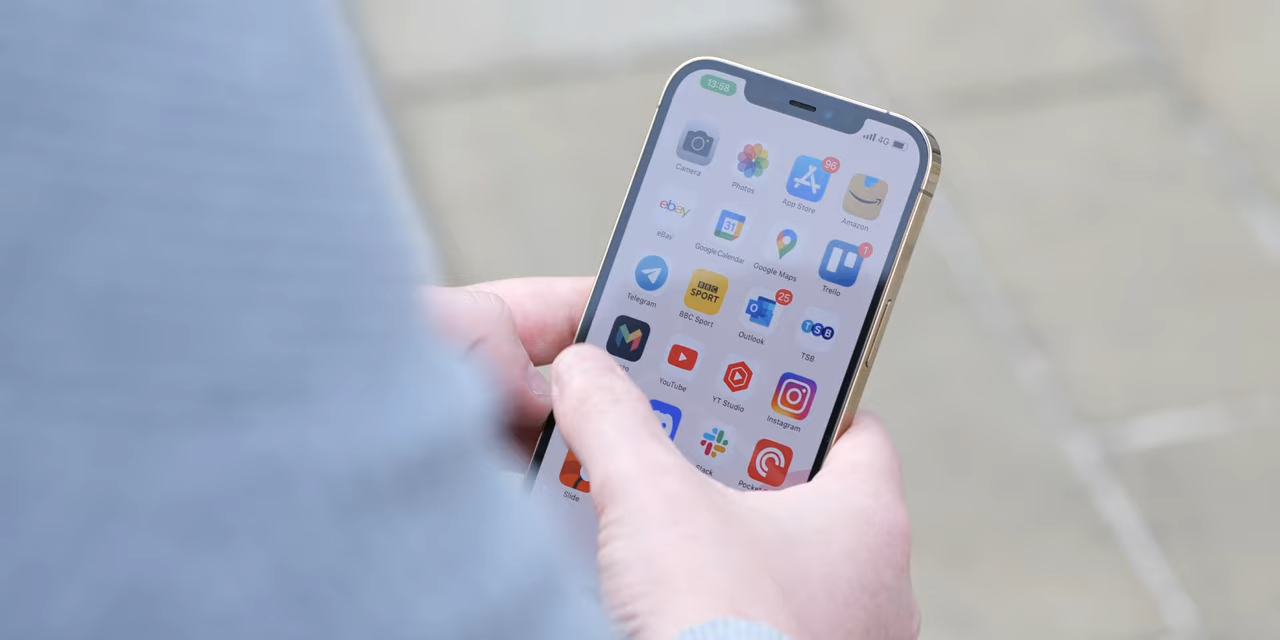 13:58
4G
Camera
Photos
96
App Store
Amazon
ebay
eBay
31
Google Calendar
Google Maps
1
Trello
Telegram
BBC
SPORT
BBC Sport
25
Outlook
TSB
TSB
YouTube
YT Studio
Instagram
Slack
Pocket
Slide